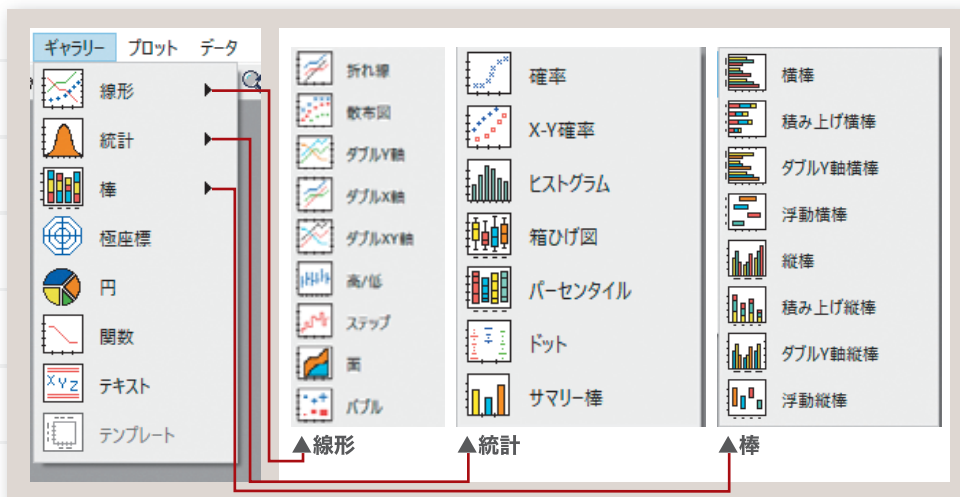 ギャラリー プロット データ
線形
統計
棒
極座標
円
関数
テキスト
テンプレート
折れ線
散布図
ダブルY軸
ダブルX軸
ダブルXY軸
高/低
ステップ
面
バブル
▲線形
確率
X-Y確率
ヒストグラム
箱ひげ図
パーセンタイル
ドット
サマリー棒
▲統計
横棒
積み上げ横棒
ダブルY軸横棒
浮動横棒
縦棒
積み上げ縦棒
ダブルY軸縦棒
浮動縦棒
▲棒